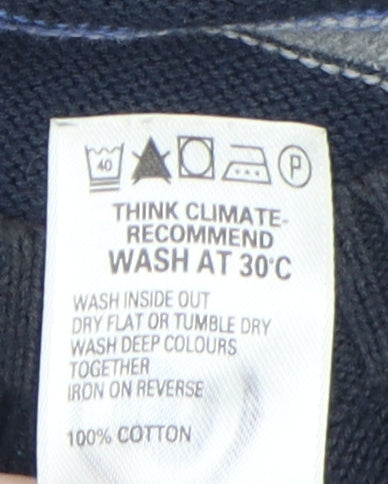 40 P
THINK CLIMATE-
RECOMMEND
WASH AT 30°C
WASH INSIDE OUT
DRY FLAT OR TUMBLE DRY
WASH DEEP COLOURS
TOGETHER
IRON ON REVERSE
100% COTTON